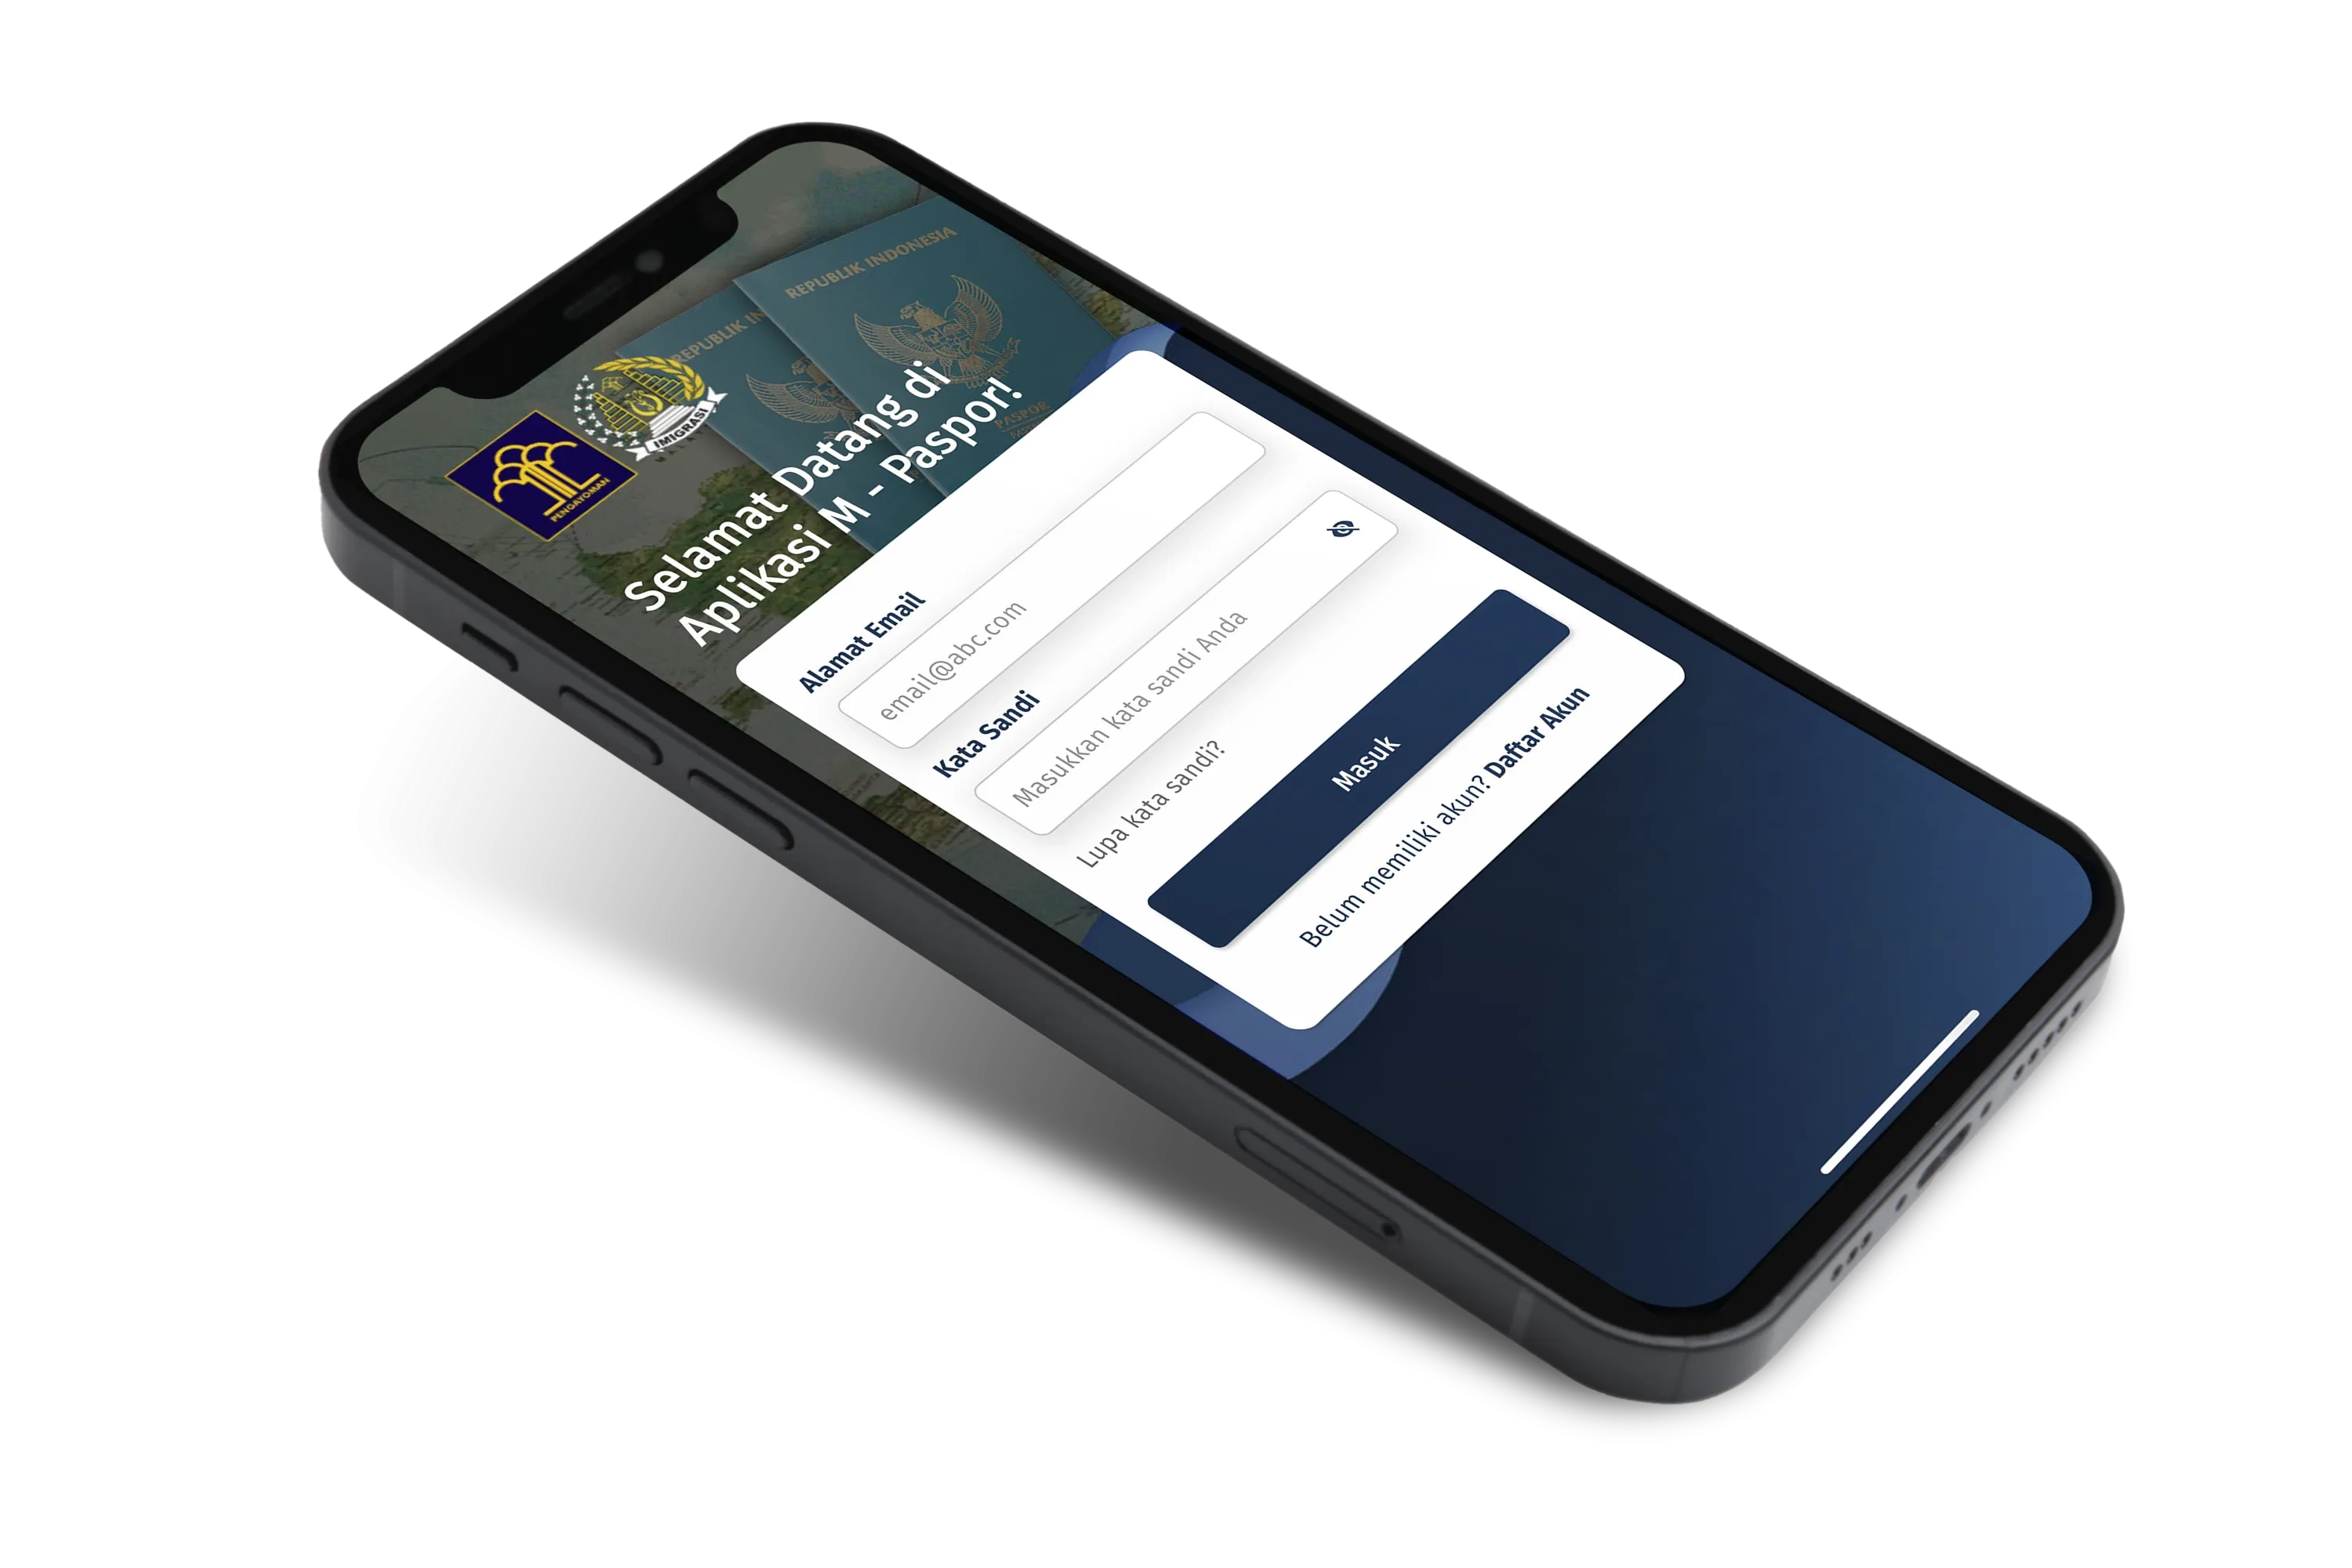 REPUBLIK INDONESIA
REPUBLIK IN
IMIGRASI
PENGAYOMAN
PASPOR
Selamat Datang di
Aplikasi M - Paspor!
Alamat Email
email@abc.com
Kata Sandi
Masukkan kata sandi Anda
Lupa kata sandi?
Masuk
Belum memiliki akun? Daftar Akun